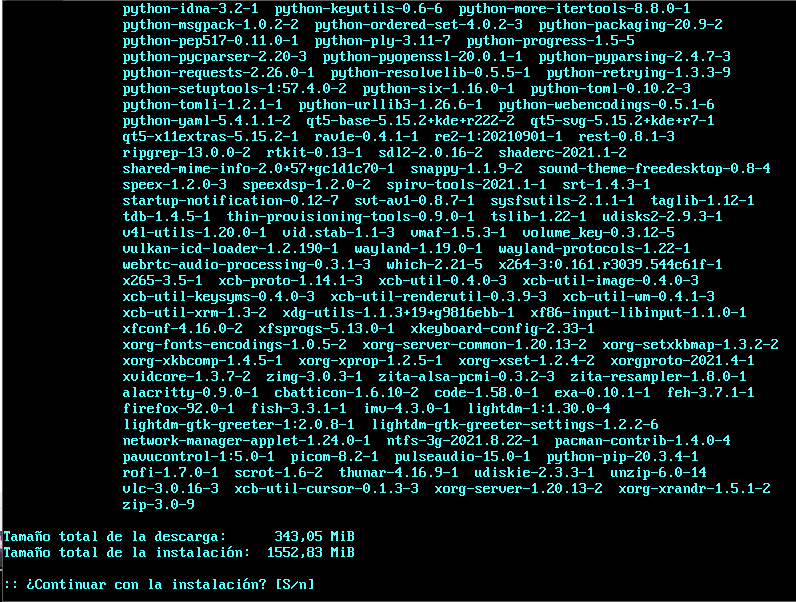 python-idna-3.2-1 python-keyutils-0.6-6 python-more-itertools-8.8.0-1
python-msgpack-1.0.2-2 python-ordered-set-4.0.2-3 python-packaging-20.9-2
python-pep517-0.11.0-1 python-ply-3.11-7 python-progress-1.5-5
python-pycparser-2.20-3 python-pyopenssl-20.0.1-1 python-pyparsing-2.4.7-3
python-requests-2.26.0-1 python-resolvelib-0.5.5-1 python-retrying-1.3.3-9
python-setuptools-1:57.4.0-2 python-six-1.16.0-1 python-toml-0.10.2-3
python-tomli-1.2.1-1 python-urllib3-1.26.6-1 python-webencodings-0.5.1-6
python-yaml-5.4.1.1-2 qt5-base-5.15.2+kde+r222-2 qt5-svg-5.15.2+kde+r7-1
qt5-x11extras-5.15.2-1 rav1e-0.4.1-1 re2-1:20210901-1 rest-0.8.1-3
ripgrep-13.0.0-2 rtkit-0.13-1 sdl2-2.0.16-2 shaderc-2021.1-2
shared-mime-info-2.0+57+gc1d1c70-1 snappy-1.1.9-2 sound-theme-freedesktop-0.8-4
speex-1.2.0-3 speexdsp-1.2.0-2 spirv-tools-2021.1-1 srt-1.4.3-1
startup-notification-0.12-7 svt-av1-0.8.7-1 sysfsutils-2.1.1-1 taglib-1.12-1
tdb-1.4.5-1 thin-provisioning-tools-0.9.0-1 tslib-1.22-1 udisks2-2.9.3-1
v4l-utils-1.20.0-1 vid.stab-1.1-3 vmaf-1.5.3-1 volume_key-0.3.12-5
vulkan-icd-loader-1.2.190-1 wayland-1.19.0-1 wayland-protocols-1.22-1
webrtc-audio-processing-0.3.1-3 which-2.21-5 x264-3:0.161.r3039.544c61f-1
x265-3.5-1 xcb-proto-1.14.1-3 xcb-util-0.4.0-3 xcb-util-image-0.4.0-3
xcb-util-keysyms-0.4.0-3 xcb-util-renderutil-0.3.9-3 xcb-util-wm-0.4.1-3
xcb-util-xrm-1.3-2 xdg-utils-1.1.3+19+g9816ebb-1 xf86-input-libinput-1.1.0-1
xfconf-4.16.0-2 xfsprogs-5.13.0-1 xkeyboard-config-2.33-1
xorg-fonts-encodings-1.0.5-2 xorg-server-common-1.20.13-2 xorg-setxkbmap-1.3.2-2
xorg-xkbcomp-1.4.5-1 xorg-xprop-1.2.5-1 xorg-xset-1.2.4-2 xorgproto-2021.4-1
xvidcore-1.3.7-2 zimg-3.0.3-1 zita-alsa-pcmi-0.3.2-3 zita-resampler-1.8.0-1
alacritty-0.9.0-1 cbatticon-1.6.10-2 code-1.58.0-1 exa-0.10.1-1 feh-3.7.1-1
firefox-92.0-1 fish-3.3.1-1 imv-4.3.0-1 lightdm-1:1.30.0-4
lightdm-gtk-greeter-1:2.0.8-1 lightdm-gtk-greeter-settings-1.2.2-6
network-manager-applet-1.24.0-1 ntfs-3g-2021.8.22-1 pacman-contrib-1.4.0-4
pavucontrol-1:5.0-1 picom-8.2-1 pulseaudio-15.0-1 python-pip-20.3.4-1
rofi-1.7.0-1 scrot-1.6-2 thunar-4.16.9-1 udiskie-2.3.3-1 unzip-6.0-14
vlc-3.0.16-3 xcb-util-cursor-0.1.3-3 xorg-server-1.20.13-2 xorg-xrandr-1.5.1-2
zip-3.0-9
Tamaño total de la descarga: 343,05 MiB
Tamaño total de la instalación: 1552,83 MiB
:: ¿Continuar con la instalación? [S/n]